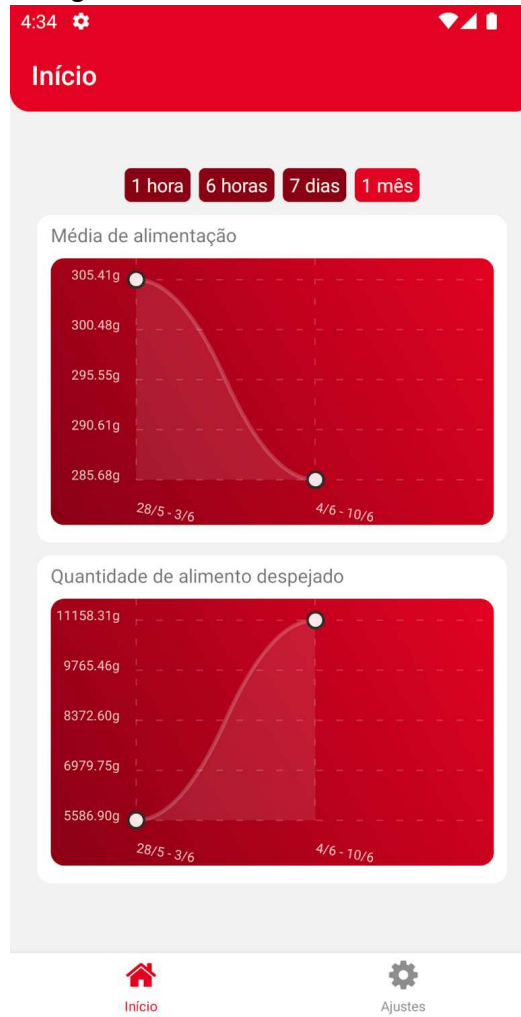 4:34
Início
1 hora 6 horas 7 dias 1 mês
Média de alimentação
305.41g
300.48g
295.55g
290.61g
285.68g
28/5 - 3/6 4/6 - 10/6
Quantidade de alimento despejado
11158.31g
9765.46g
8372.60g
6979.75g
5586.90g
28/5 - 3/6 4/6 - 10/6
Início Ajustes